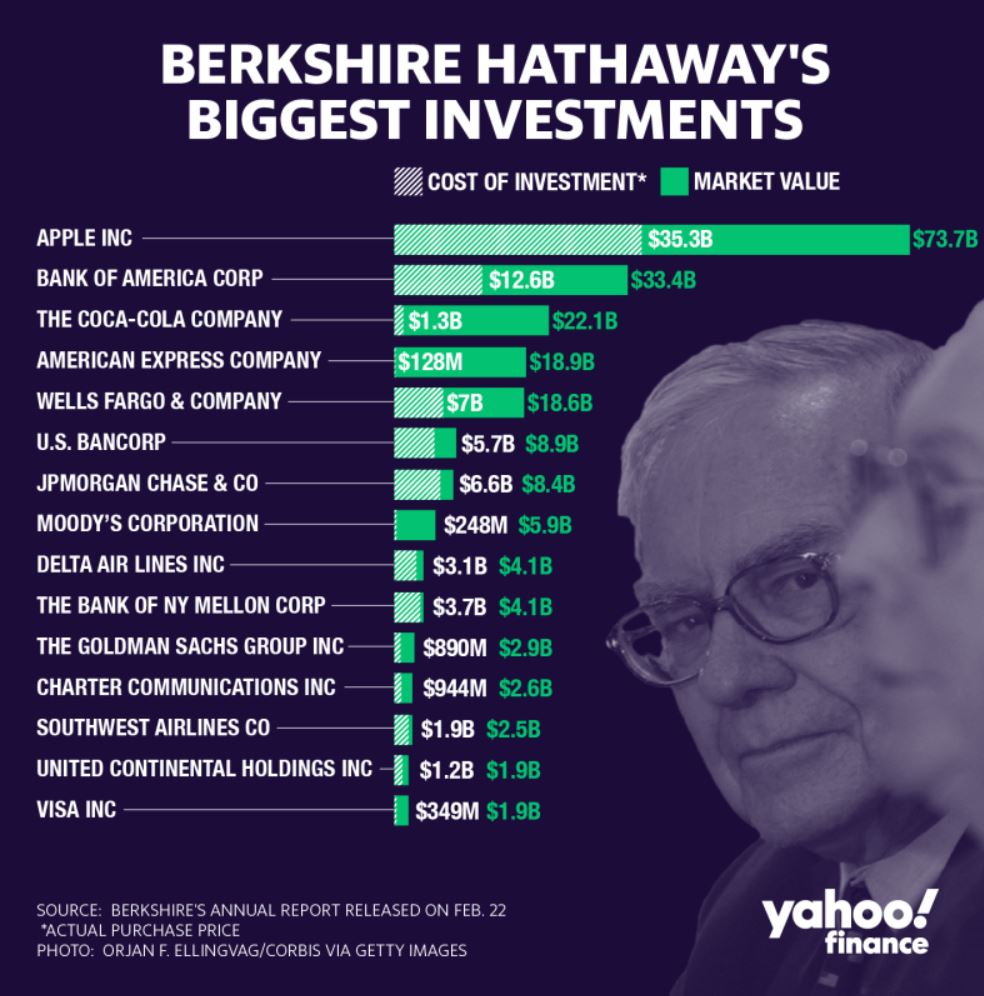 BERKSHIRE HATHAWAY'S
BIGGEST INVESTMENTS
COST OF INVESTMENT* MARKET VALUE
APPLE INC $35.3B $73.7B
BANK OF AMERICA CORP $12.6B $33.4B
THE COCA-COLA COMPANY $1.3B $22.1B
AMERICAN EXPRESS COMPANY $128M $18.9B
WELLS FARGO & COMPANY $7B $18.6B
U.S. BANCORP $5.7B $8.9B
JPMORGAN CHASE & CO $6.6B $8.4B
MOODY'S CORPORATION $248M $5.9B
DELTA AIR LINES INC $3.1B $4.1B
THE BANK OF NY MELLON CORP $3.7B $4.1B
THE GOLDMAN SACHS GROUP INC $890M $2.9B
CHARTER COMMUNICATIONS INC $944M $2.6B
SOUTHWEST AIRLINES CO $1.9B $2.5B
UNITED CONTINENTAL HOLDINGS INC $1.2B $1.9B
VISA INC $349M $1.9B
SOURCE: BERKSHIRE'S ANNUAL REPORT RELEASED ON FEB. 22
*ACTUAL PURCHASE PRICE
PHOTO: ORJAN F. ELLINGVAG/CORBIS VIA GETTY IMAGES
yahoo!
finance